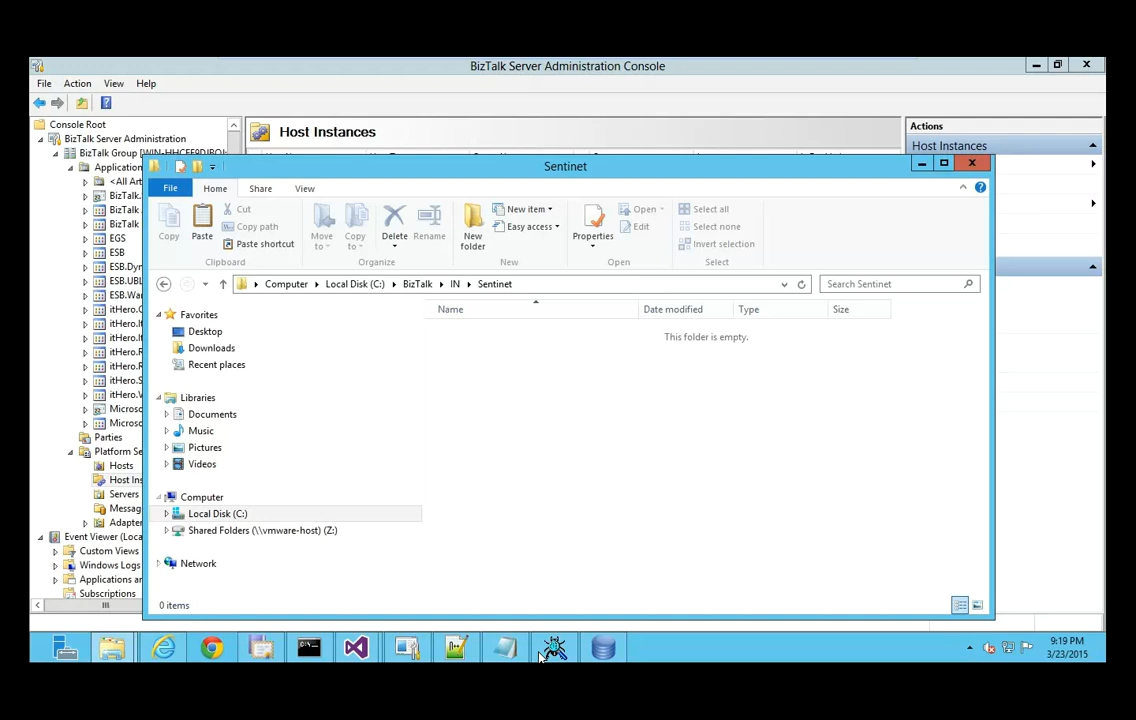 BizTalk Server Administration Console
File Action View Help
Console Root
BizTalk Server Administration
BizTalk Group
Application
<All Art
BizTalk.
BizTalk
BizTalk
EGS
ESB
ESB.Dyn
ESB.UBL
ESB.War
itHero.C
itHero.It
itHero.It
itHero.R
itHero.R
itHero.S
itHero.V
Microso
Microso
Parties
Platform Se
Hosts
Host Ins
Servers
Messag
Adapter
Event Viewer (Loca
Custom Views
Windows Logs
Applications an
Subscriptions
Host Instances
Actions
Host Instances
Sentinet
File Home Share View
Copy
Paste
Cut
Copy path
Paste shortcut
Clipboard
Move to
Copy to
Delete
Rename
Organize
New folder
New item
Easy access
New
Properties
Open
Edit
Open
Select all
Select none
Invert selection
Select
Computer Local Disk (C:) BizTalk IN Sentinet
Search Sentinet
Name Date modified Type Size
This folder is empty.
Favorites
Desktop
Downloads
Recent places
Libraries
Documents
Music
Pictures
Videos
Computer
Local Disk (C:)
Shared Folders (\\vmware-host) (Z:)
Network
0 items
9:19 PM
3/23/2015